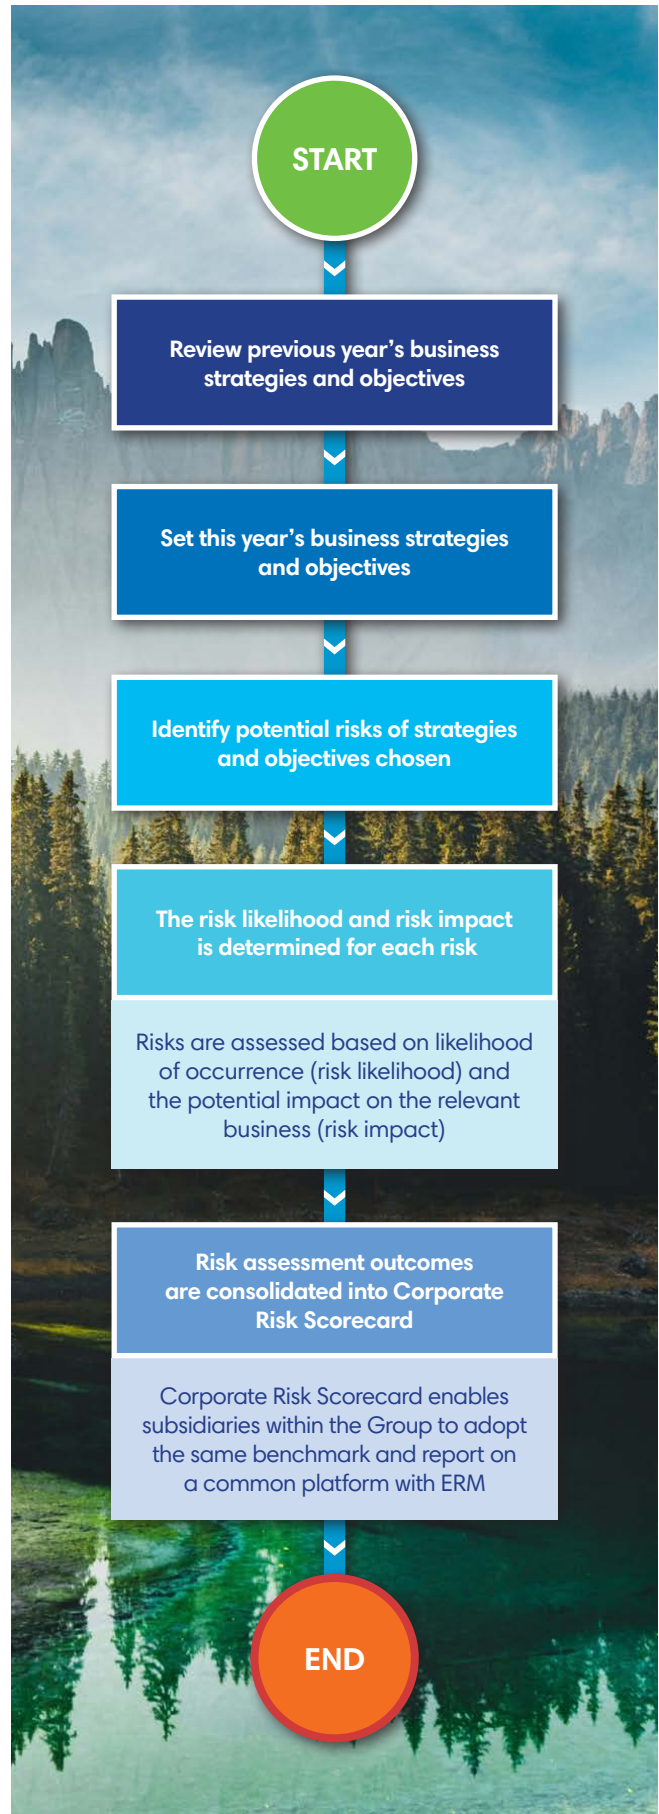 START
Review previous year’s business
strategies and objectives
Set this year’s business strategies
and objectives
Identify potential risks of strategies
and objectives chosen
The risk likelihood and risk impact
is determined for each risk
Risks are assessed based on likelihood
of occurrence (risk likelihood) and
the potential impact on the relevant
business (risk impact)
Risk assessment outcomes
are consolidated into Corporate
Risk Scorecard
Corporate Risk Scorecard enables
subsidiaries within the Group to adopt
the same benchmark and report on
a common platform with ERM
END